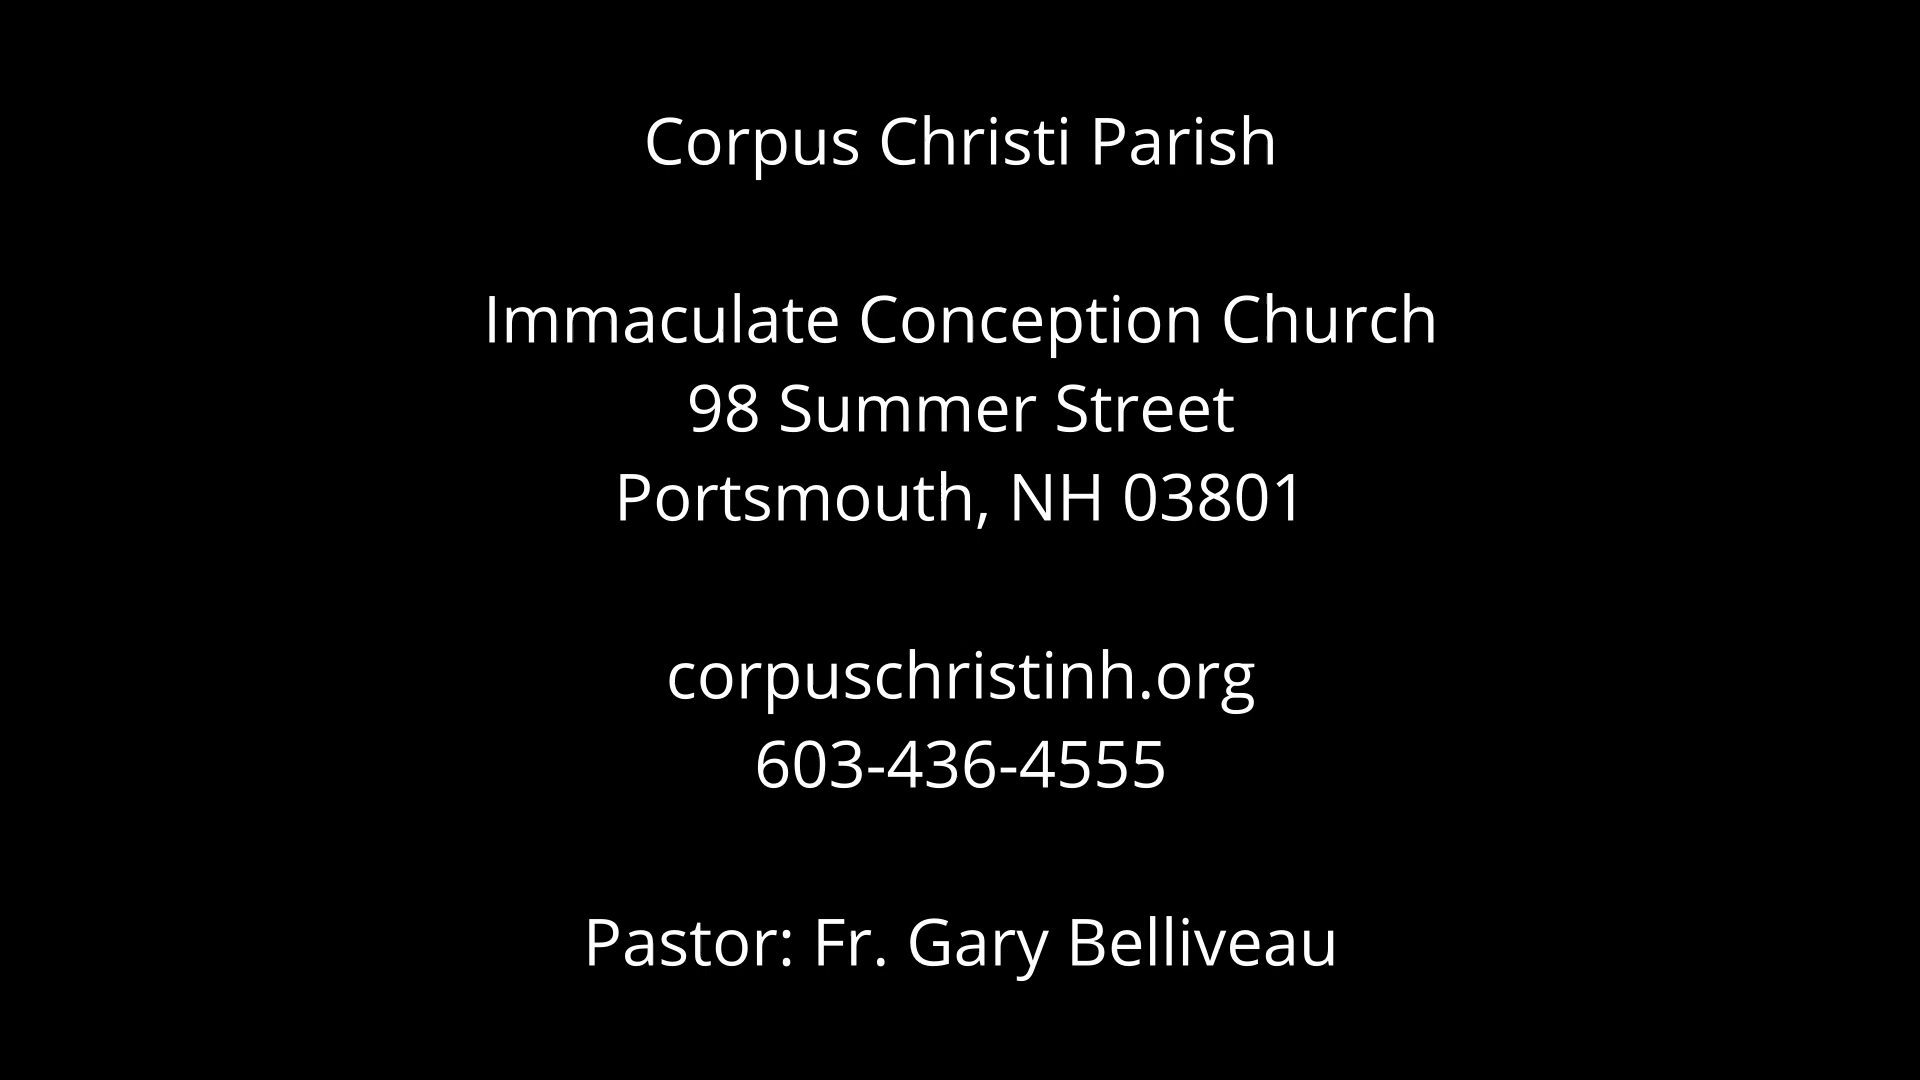 Corpus Christi Parish
Immaculate Conception Church
98 Summer Street
Portsmouth, NH 03801
corpuschristinh.org
603-436-4555
Pastor: Fr. Gary Belliveau